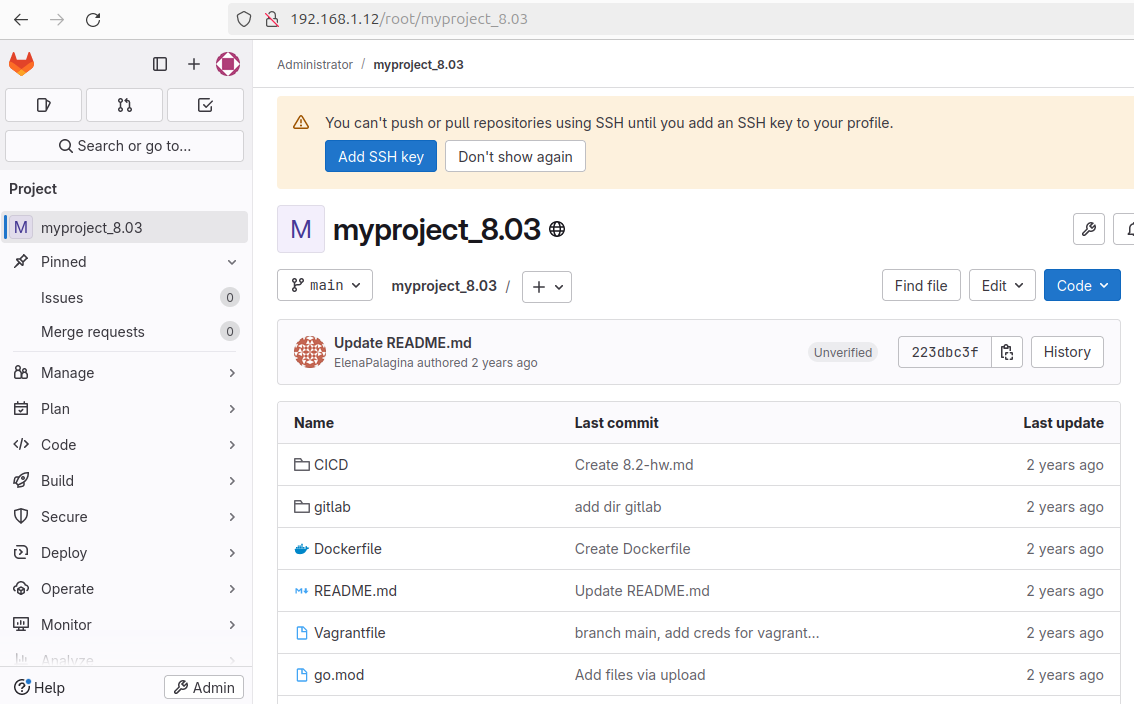 192.168.1.12/root/myproject_8.03
Search or go to...
Project
M myproject_8.03
Pinned
Issues 0
Merge requests 0
Manage
Plan
Code
Build
Secure
Deploy
Operate
Monitor
Analyze
Help
Admin
Administrator / myproject_8.03
You can't push or pull repositories using SSH until you add an SSH key to your profile.
Add SSH key Don't show again
M myproject_8.03
main myproject_8.03 / + Find file Edit Code
Update README.md
ElenaPalagina authored 2 years ago
Unverified 223dbc3f History
Name Last commit Last update
CICD Create 8.2-hw.md 2 years ago
gitlab add dir gitlab 2 years ago
Dockerfile Create Dockerfile 2 years ago
README.md Update README.md 2 years ago
Vagrantfile branch main, add creds for vagrant... 2 years ago
go.mod Add files via upload 2 years ago